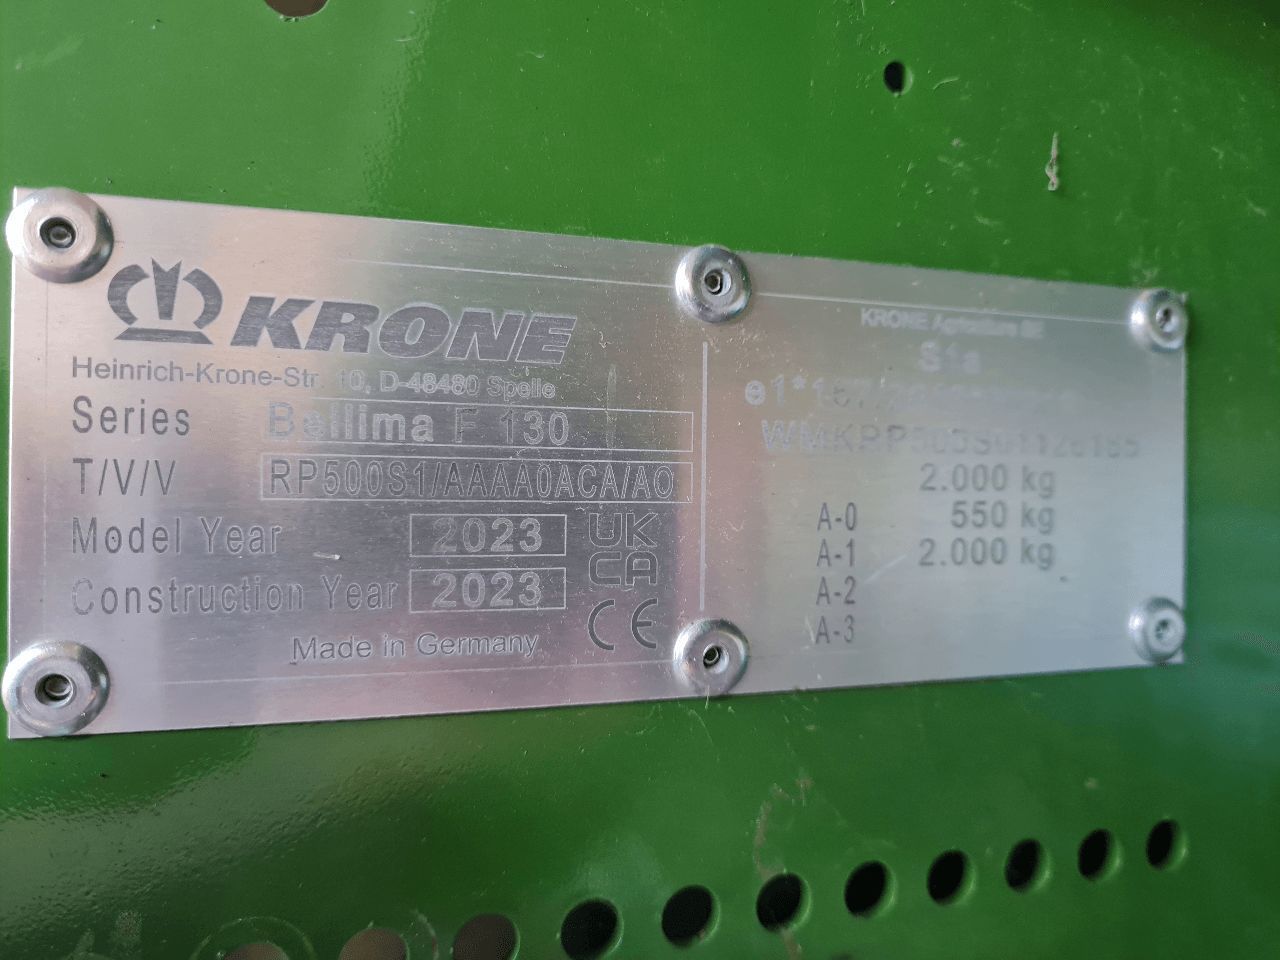 KRONE
Heinrich-Krone-Str. 10, D-48480 Spelle
Series Bellima F 130
T/V/V RP500S1/AAAA0ACA/AO
Model Year 2023
Construction Year 2023
UK
CA
CE
Made in Germany
KRONE Agriculture SE
S1a
2.000 kg
A-0 550 kg
A-1 2.000 kg
A-2
A-3